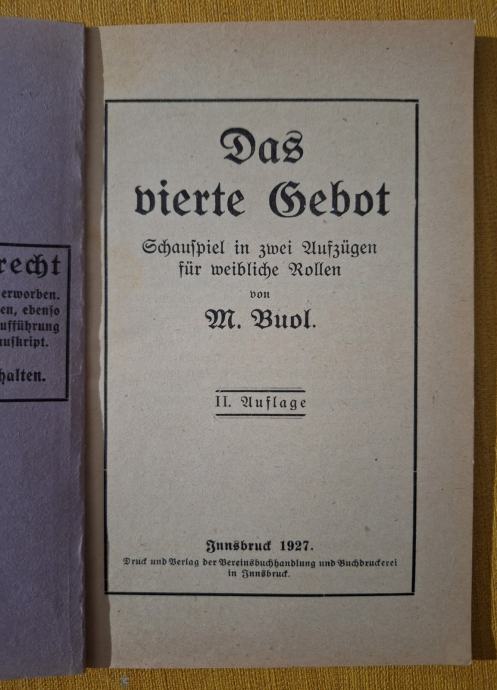 recht
erworben.
en, ebenso
ufführung
uskript.
halten.
Das
vierte Gebot
Schauspiel in zwei Aufzügen
für weibliche Rollen
von
M. Buol.
II. Auflage
Innsbruck 1927.
Druck und Verlag der Vereinsbuchhandlung und Buchdruckerei
in Innsbruck.